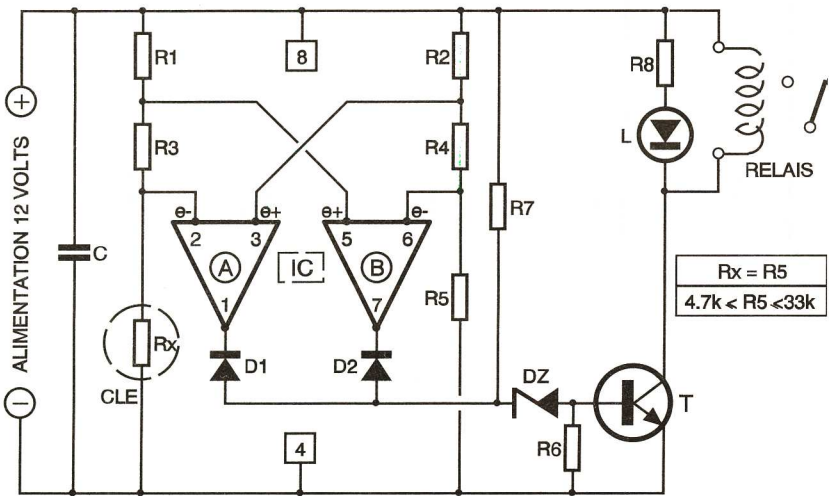 R1
8
R2
R8
+
R3
R4
L
RELAIS
ALIMENTATION 12 VOLTS
e-
e+
e+
e-
R7
2
3
5
6
C
A
IC
B
Rx = R5
4.7k < R5 <33k
1
7
R5
Rx
D1
D2
DZ
CLE
T
-
4
R6